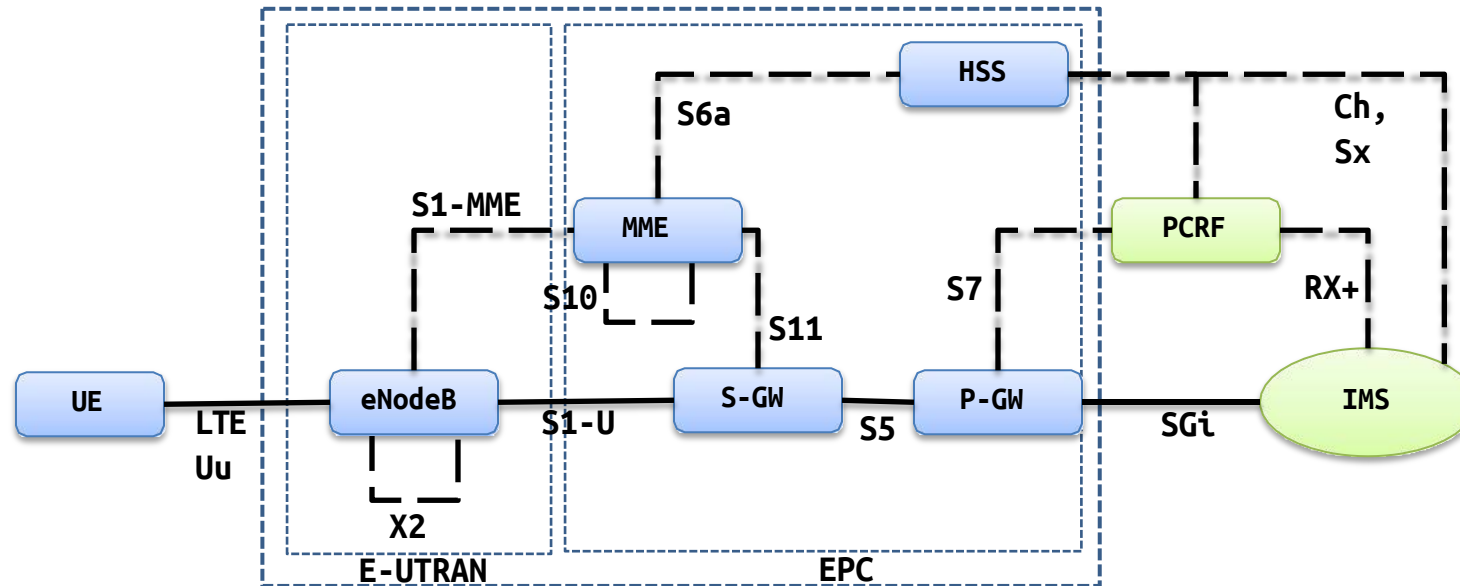 HSS
S6a
Ch,
Sx
S1-MME
MME
PCRF
S10
S7
RX+
S11
UE
eNodeB
S-GW
P-GW
IMS
LTE
Uu
S1-U
S5
SGi
X2
E-UTRAN
EPC